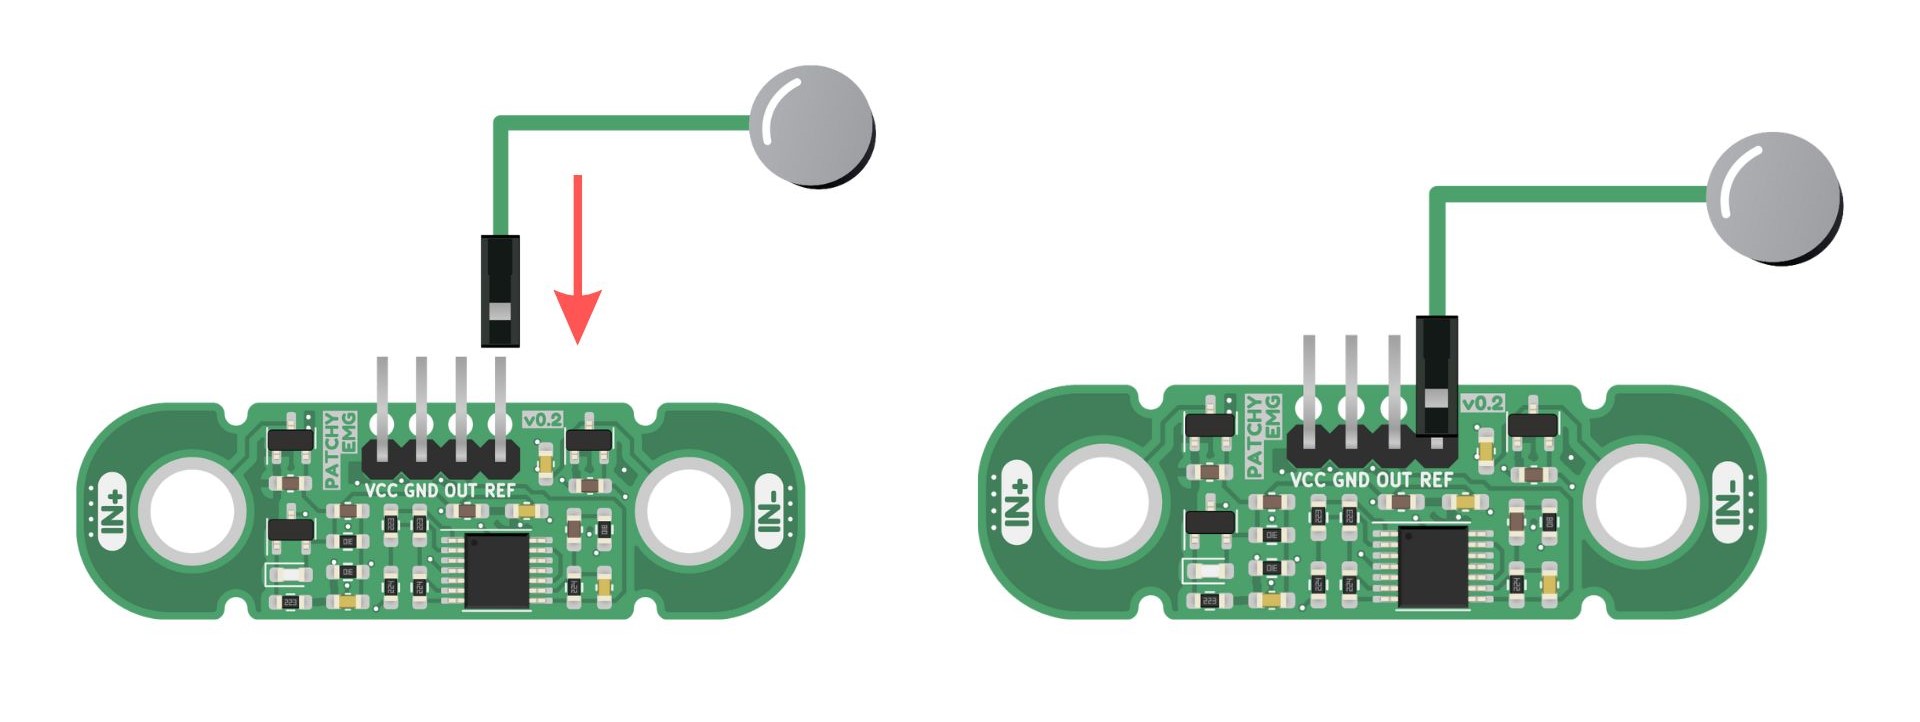 PATCHY
EMG
v0.2
VCC GND OUT REF
IN+
IN-
PATCHY
EMG
v0.2
VCC GND OUT REF
IN+
IN-